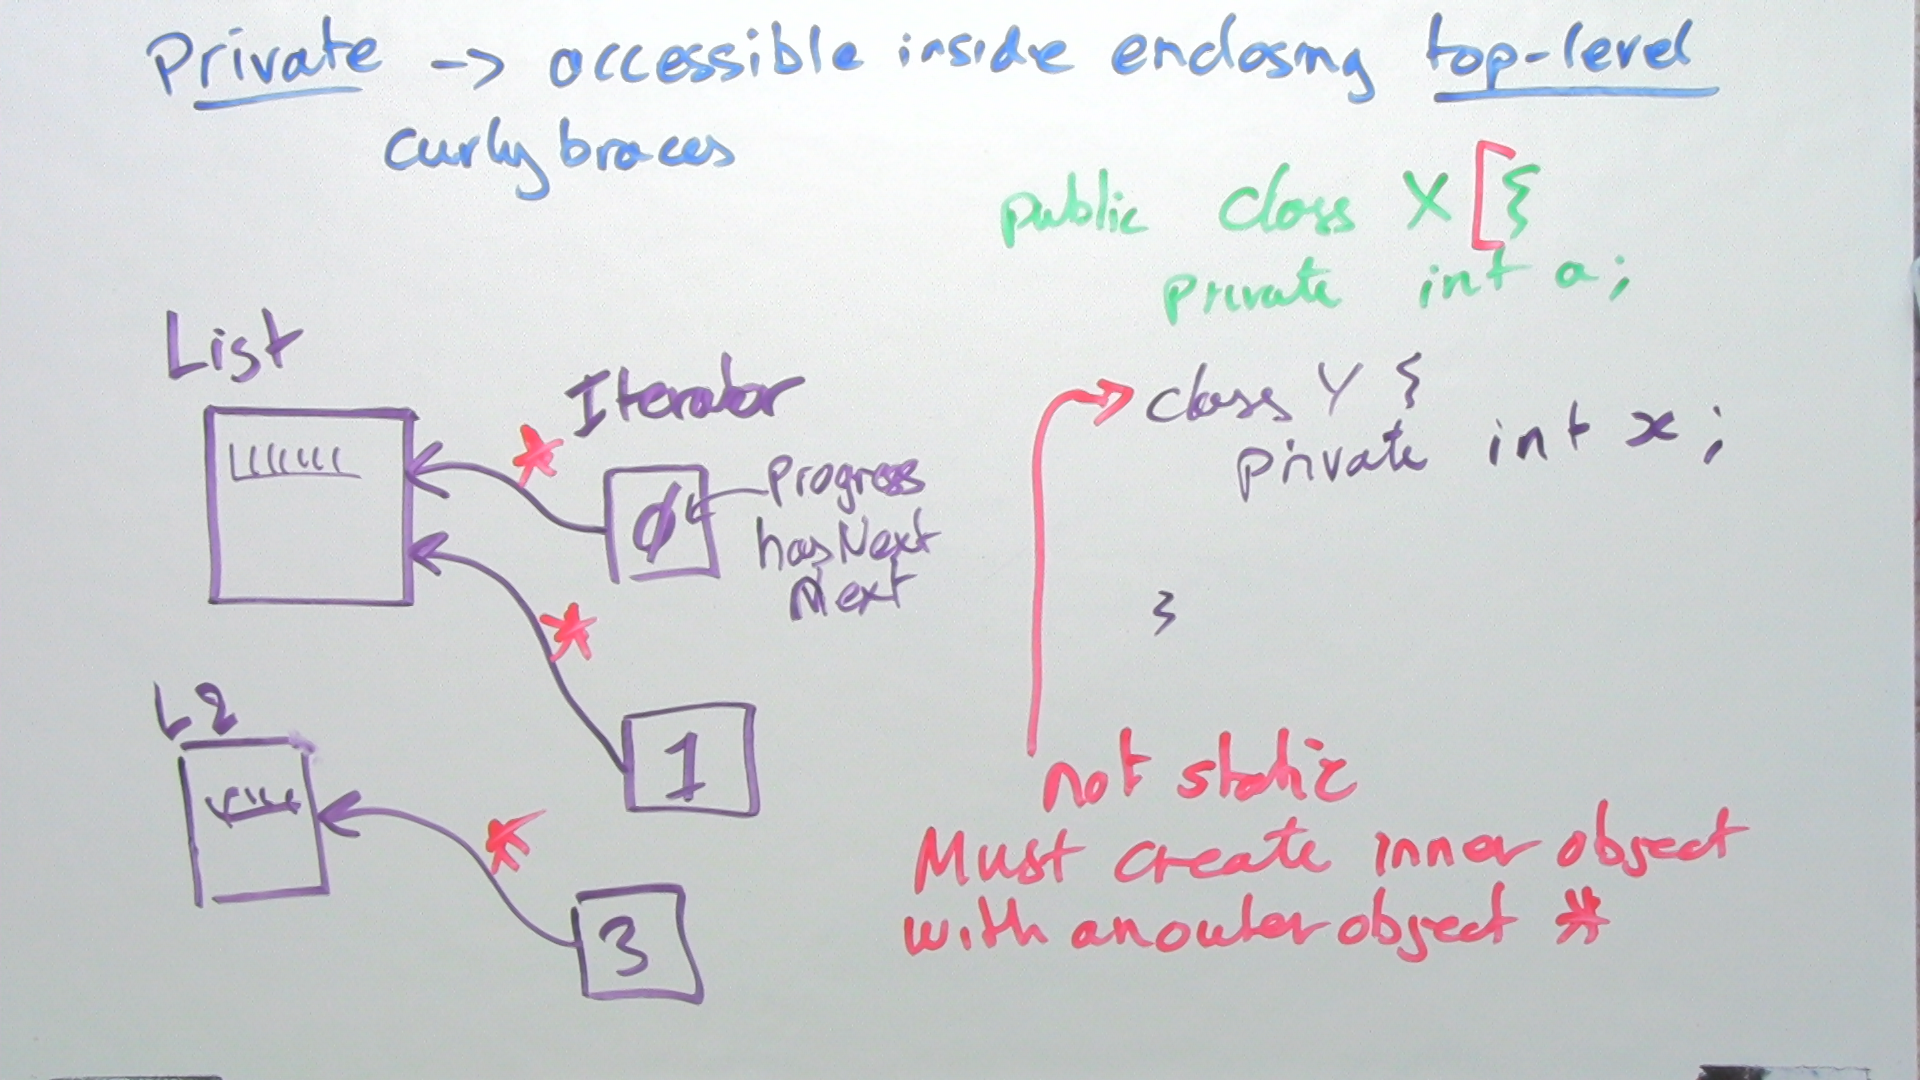 Private -> accessible inside enclosing top-level
curly braces
public class X [{
private int a;
class Y {
private int x;
}
List
Iterator
Progress
hasNext
Next
0
1
L2
3
not static
Must create inner object
with an outer object *